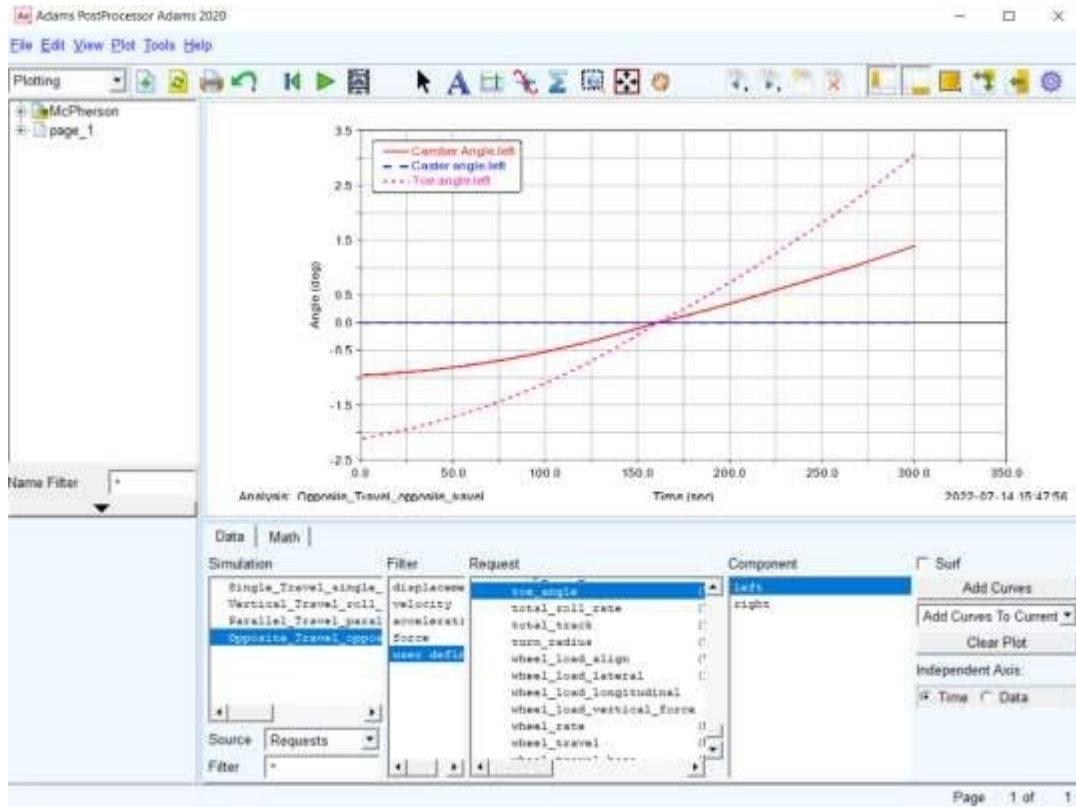 Adams PostProcessor Adams 2020
File Edit View Plot Tools Help
Plotting
McPherson
page_1
Name Filter *
3.5
2.5
1.5
0.5
0.0
-0.5
-1.5
-2.5
Angle (deg)
Camber Angle.left
Caster angle.left
Toe angle.left
0.0 50.0 100.0 150.0 200.0 250.0 300.0 350.0
Analysis: Opposite_Travel_opposite_travel Time (sec) 2022-07-14 15:47:56
Data Math
Simulation Filter Request Component Surf
Single_Travel_single_
Vertical_Travel_roll_
Parallel_Travel_paral
Opposite_Travel_oppos
displaceme
velocity
accelerati
force
user defin
toe_angle
total_roll_rate
total_track
turn_radius
wheel_load_align
wheel_load_lateral
wheel_load_longitudinal
wheel_load_vertical_force
wheel_rate
wheel_travel
left
right
Add Curves
Add Curves To Current
Clear Plot
Independent Axis:
Time Data
Source Requests
Filter *
Page 1 of 1